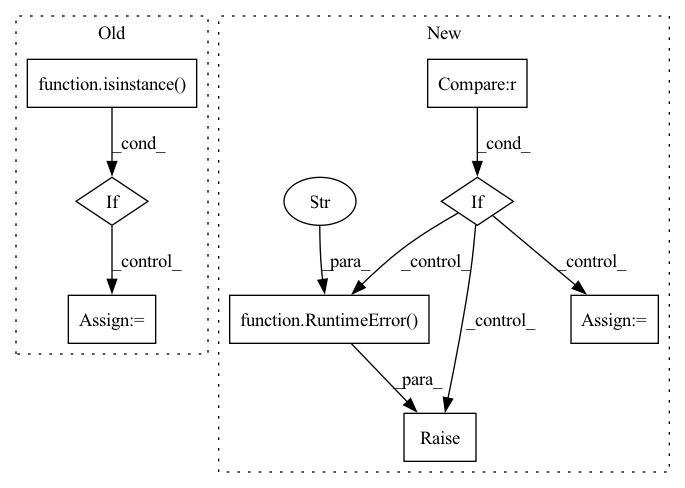 Old
New
function.isinstance()
Compare:r
_cond_
_cond_
If
Str
If
_control_
_para_
_control_
_control_
Assign:=
function.RuntimeError()
_control_
Assign:=
_para_
Raise